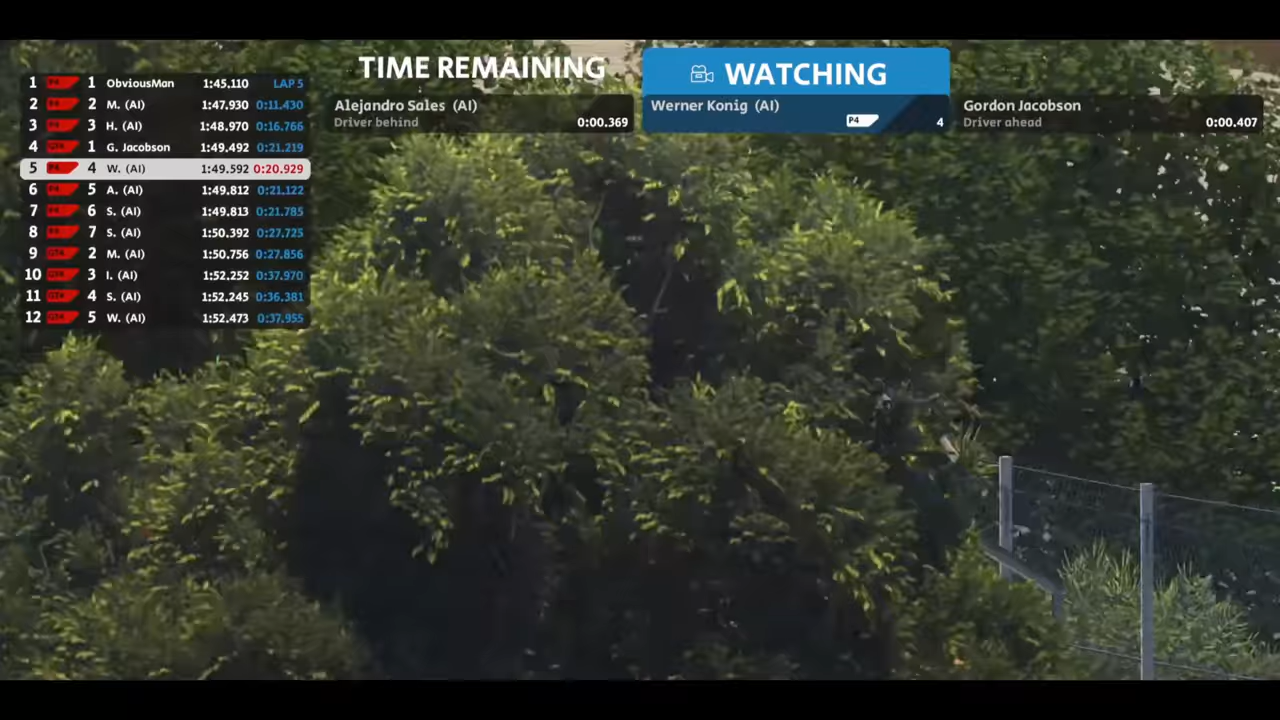 TIME REMAINING
WATCHING
Alejandro Sales (AI)
Driver behind 0:00.369
Werner Konig (AI)
P4 4
Gordon Jacobson
Driver ahead 0:00.407
1 1 ObviousMan 1:45.110 LAP 5
2 2 M. (AI) 1:47.930 0:11.430
3 3 H. (AI) 1:48.970 0:16.766
4 1 G. Jacobson 1:49.492 0:21.219
5 P4 4 W. (AI) 1:49.592 0:20.929
6 5 A. (AI) 1:49.812 0:21.122
7 6 S. (AI) 1:49.813 0:21.785
8 7 S. (AI) 1:50.392 0:27.725
9 2 M. (AI) 1:50.756 0:27.856
10 3 I. (AI) 1:52.252 0:37.970
11 4 S. (AI) 1:52.245 0:36.381
12 5 W. (AI) 1:52.473 0:37.955